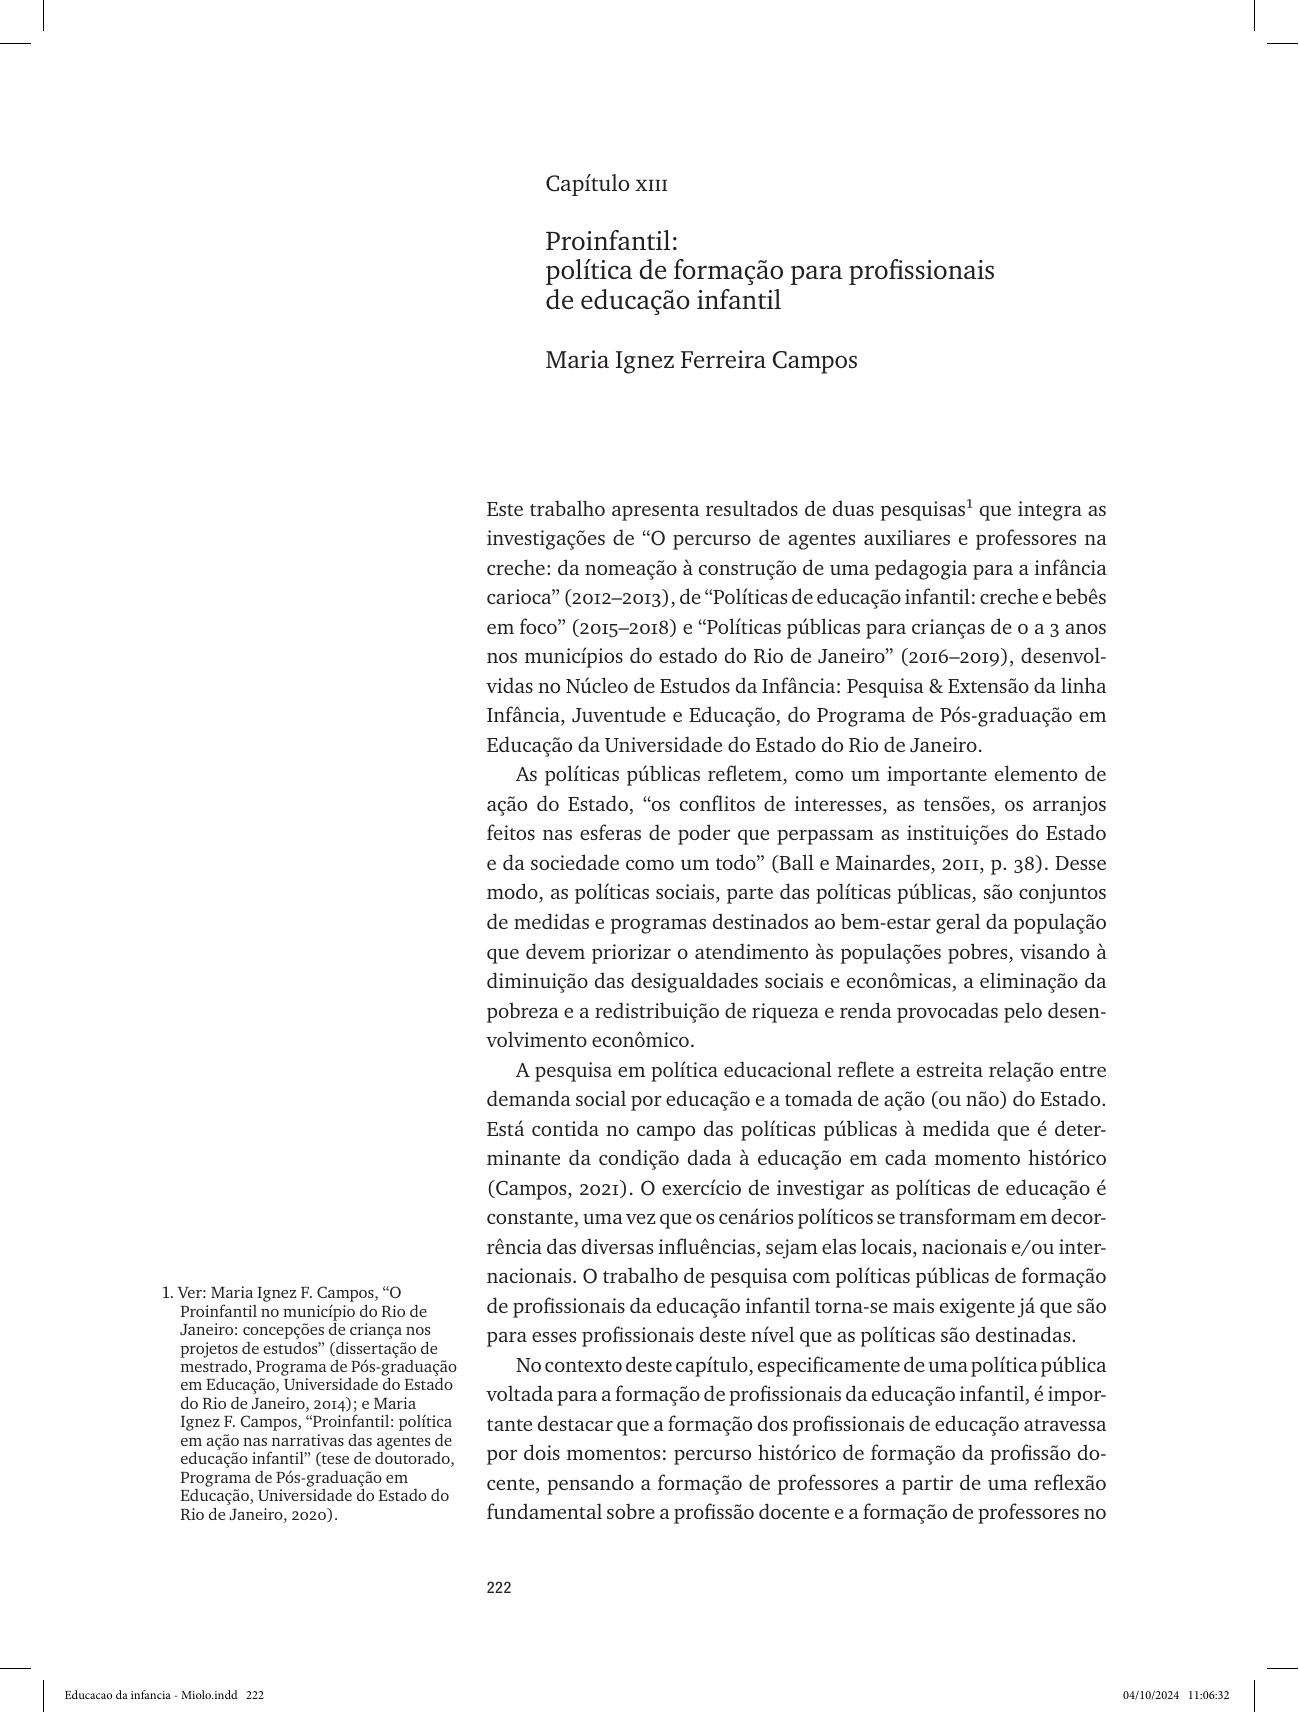 Capítulo XIII
Proinfantil:
política de formação para profissionais
de educação infantil
Maria Ignez Ferreira Campos
Este trabalho apresenta resultados de duas pesquisas¹ que integra as
investigações de “O percurso de agentes auxiliares e professores na
creche: da nomeação à construção de uma pedagogia para a infância
carioca” (2012–2013), de “Políticas de educação infantil: creche e bebês
em foco” (2015–2018) e “Políticas públicas para crianças de 0 a 3 anos
nos municípios do estado do Rio de Janeiro” (2016–2019), desenvol-
vidas no Núcleo de Estudos da Infância: Pesquisa & Extensão da linha
Infância, Juventude e Educação, do Programa de Pós-graduação em
Educação da Universidade do Estado do Rio de Janeiro.
As políticas públicas refletem, como um importante elemento de
ação do Estado, “os conflitos de interesses, as tensões, os arranjos
feitos nas esferas de poder que perpassam as instituições do Estado
e da sociedade como um todo” (Ball e Mainardes, 2011, p. 38). Desse
modo, as políticas sociais, parte das políticas públicas, são conjuntos
de medidas e programas destinados ao bem-estar geral da população
que devem priorizar o atendimento às populações pobres, visando à
diminuição das desigualdades sociais e econômicas, a eliminação da
pobreza e a redistribuição de riqueza e renda provocadas pelo desen-
volvimento econômico.
A pesquisa em política educacional reflete a estreita relação entre
demanda social por educação e a tomada de ação (ou não) do Estado.
Está contida no campo das políticas públicas à medida que é deter-
minante da condição dada à educação em cada momento histórico
(Campos, 2021). O exercício de investigar as políticas de educação é
constante, uma vez que os cenários políticos se transformam em decor-
rência das diversas influências, sejam elas locais, nacionais e/ou inter-
nacionais. O trabalho de pesquisa com políticas públicas de formação
de profissionais da educação infantil torna-se mais exigente já que são
para esses profissionais deste nível que as políticas são destinadas.
No contexto deste capítulo, especificamente de uma política pública
voltada para a formação de profissionais da educação infantil, é impor-
tante destacar que a formação dos profissionais de educação atravessa
por dois momentos: percurso histórico de formação da profissão do-
cente, pensando a formação de professores a partir de uma reflexão
fundamental sobre a profissão docente e a formação de professores no
1. Ver: Maria Ignez F. Campos, “O
Proinfantil no município do Rio de
Janeiro: concepções de criança nos
projetos de estudos” (dissertação de
mestrado, Programa de Pós-graduação
em Educação, Universidade do Estado
do Rio de Janeiro, 2014); e Maria
Ignez F. Campos, “Proinfantil: política
em ação nas narrativas das agentes de
educação infantil” (tese de doutorado,
Programa de Pós-graduação em
Educação, Universidade do Estado do
Rio de Janeiro, 2020).
222
Educacao da infancia - Miolo.indd 222
04/10/2024 11:06:32